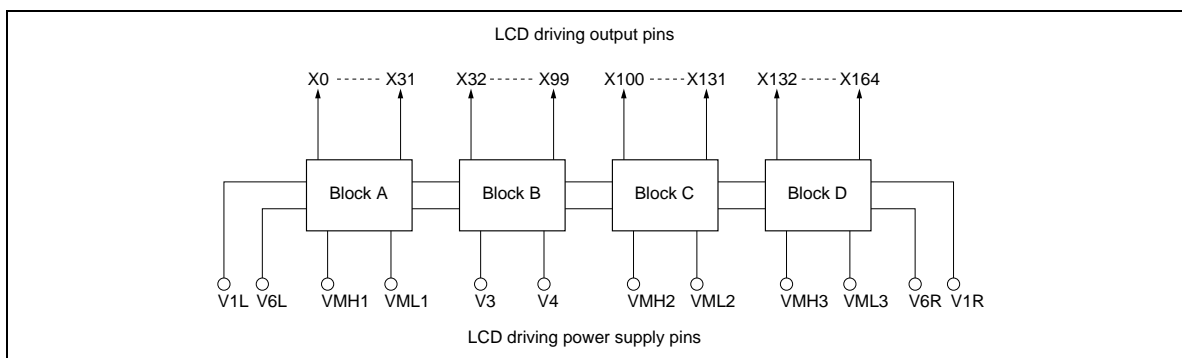 LCD driving output pins
X0 ------ X31 X32 ------- X99 X100 ----- X131 X132 ----- X164
Block A Block B Block C Block D
V1L V6L VMH1 VML1 V3 V4 VMH2 VML2 VMH3 VML3 V6R V1R
LCD driving power supply pins